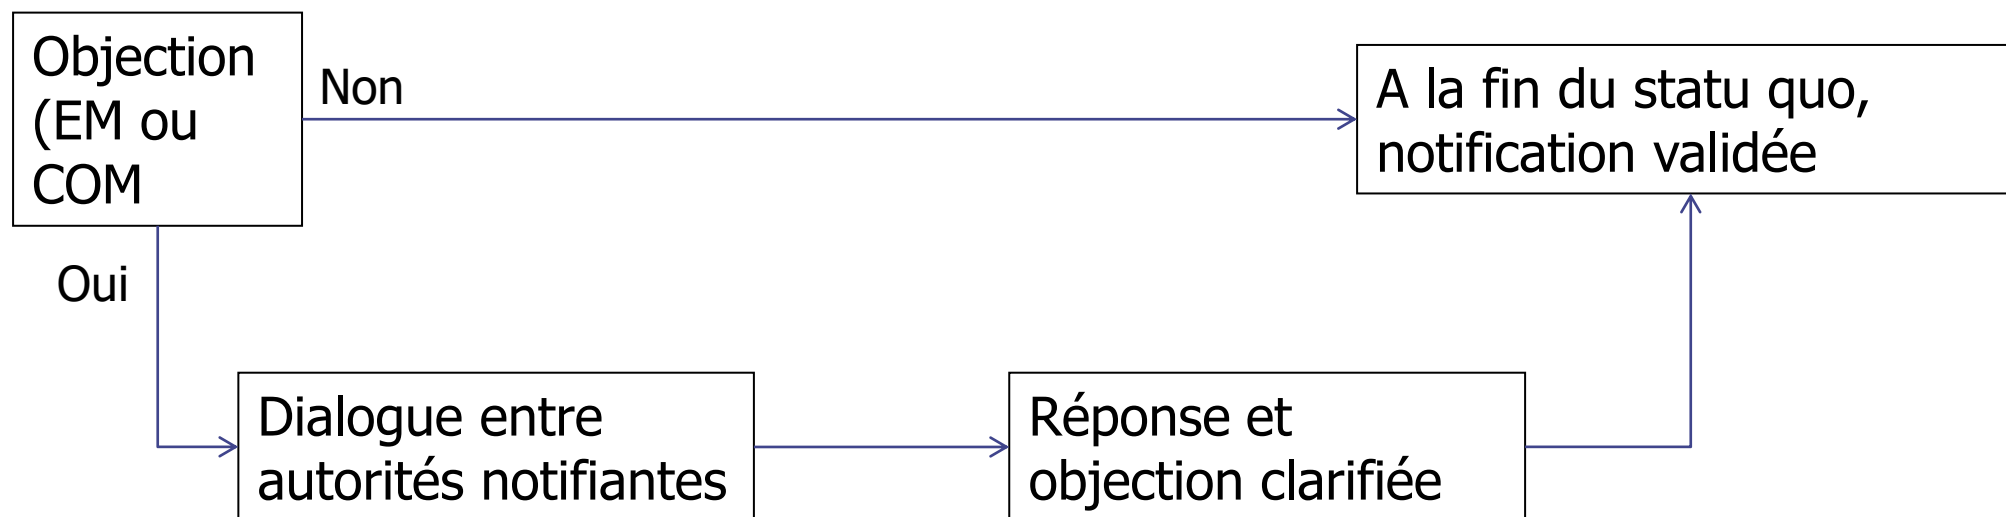 Objection
(EM ou
COM
Non
A la fin du statu quo,
notification validée
Oui
Dialogue entre
autorités notifiantes
Réponse et
objection clarifiée